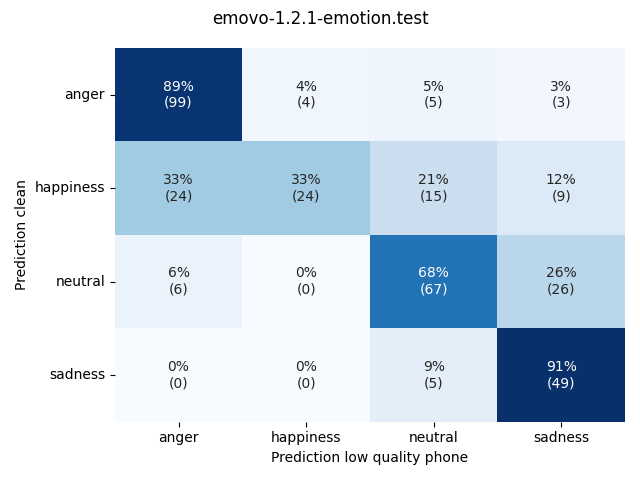 emovo-1.2.1-emotion.test
Prediction clean
anger
89%
(99)
4%
(4)
5%
(5)
3%
(3)
happiness
33%
(24)
33%
(24)
21%
(15)
12%
(9)
neutral
6%
(6)
0%
(0)
68%
(67)
26%
(26)
sadness
0%
(0)
0%
(0)
9%
(5)
91%
(49)
anger
happiness
neutral
sadness
Prediction low quality phone